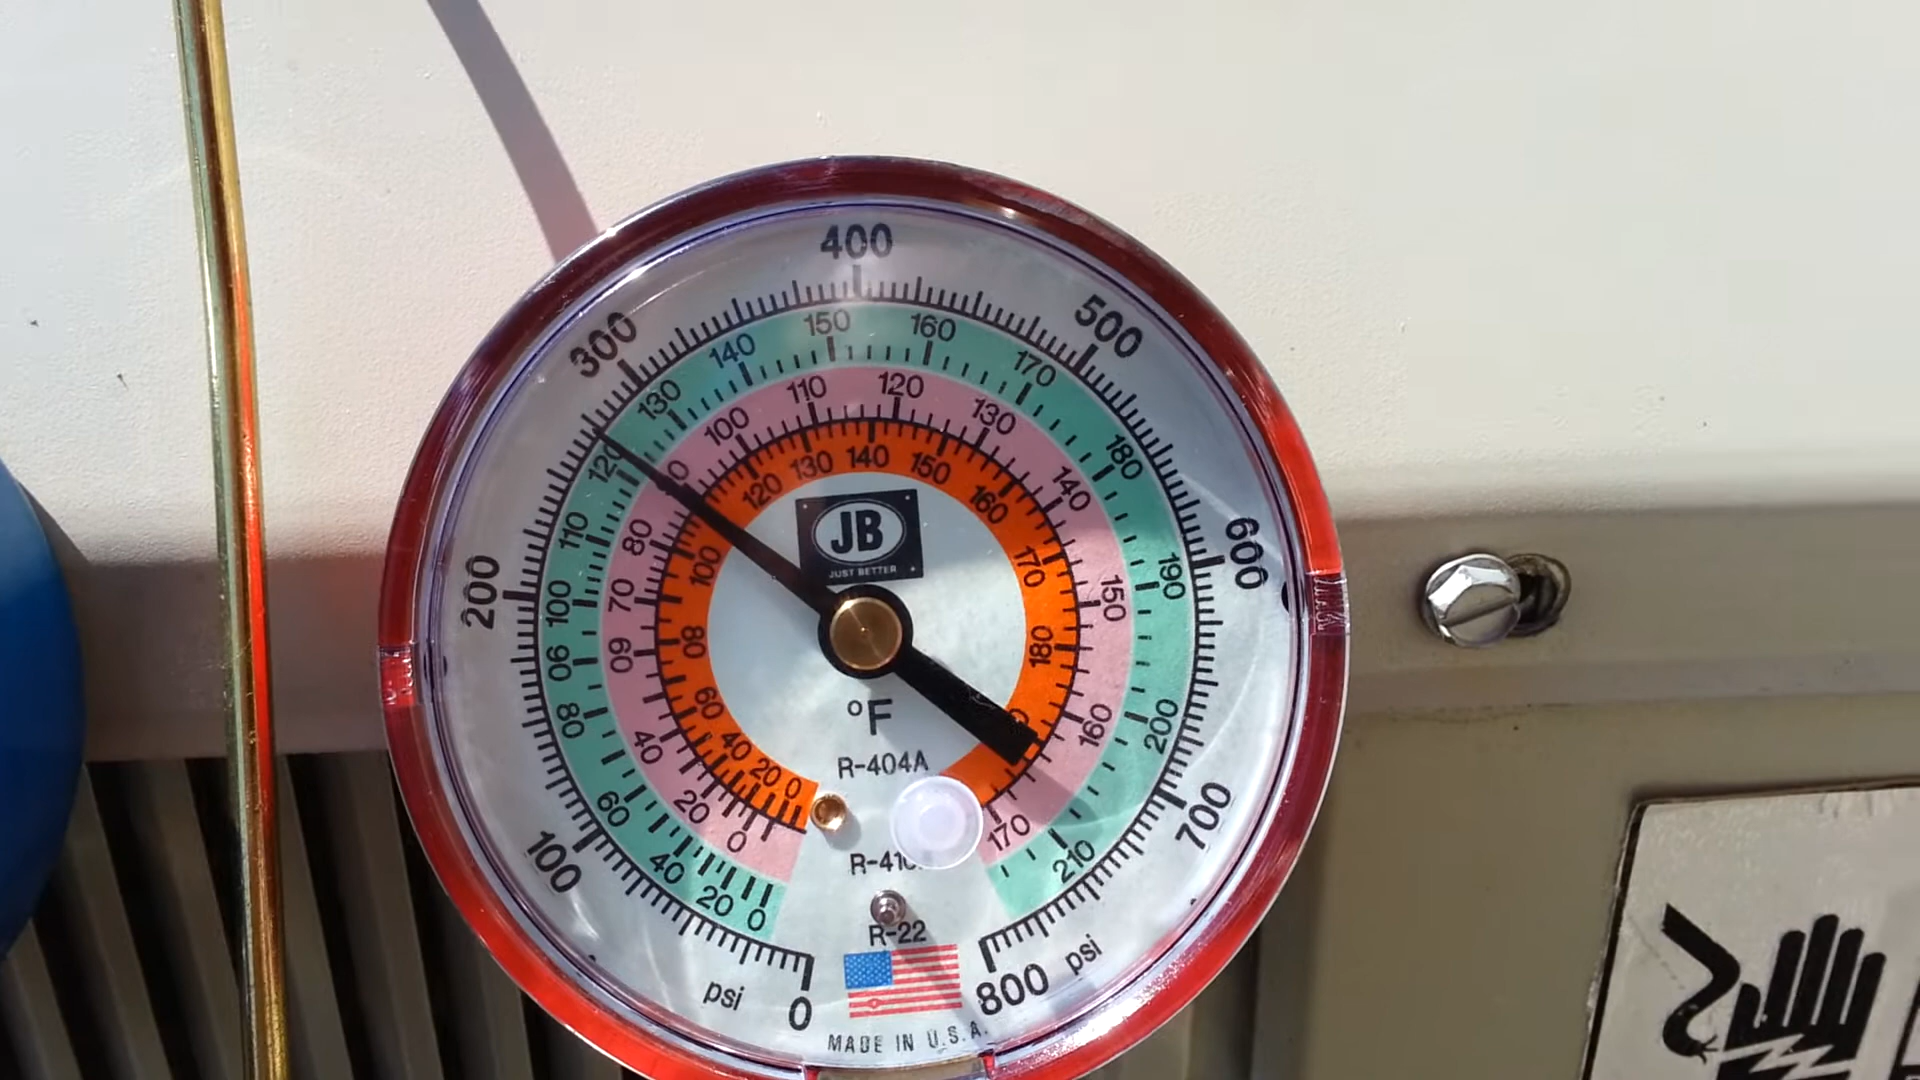 400
300
500
200
600
100
700
0
800
psi
psi
0 20 40 60 80 90 100 110 120 130 140 150 160 170 180 190 200 210
0 20 40 60 70 80 100 110 120 130 140 150 160 170
0 20 40 60 80 100 120 130 140 150 160 170 180
JB
JUST BETTER
°F
R-404A
R-410
R-22
MADE IN U.S.A.